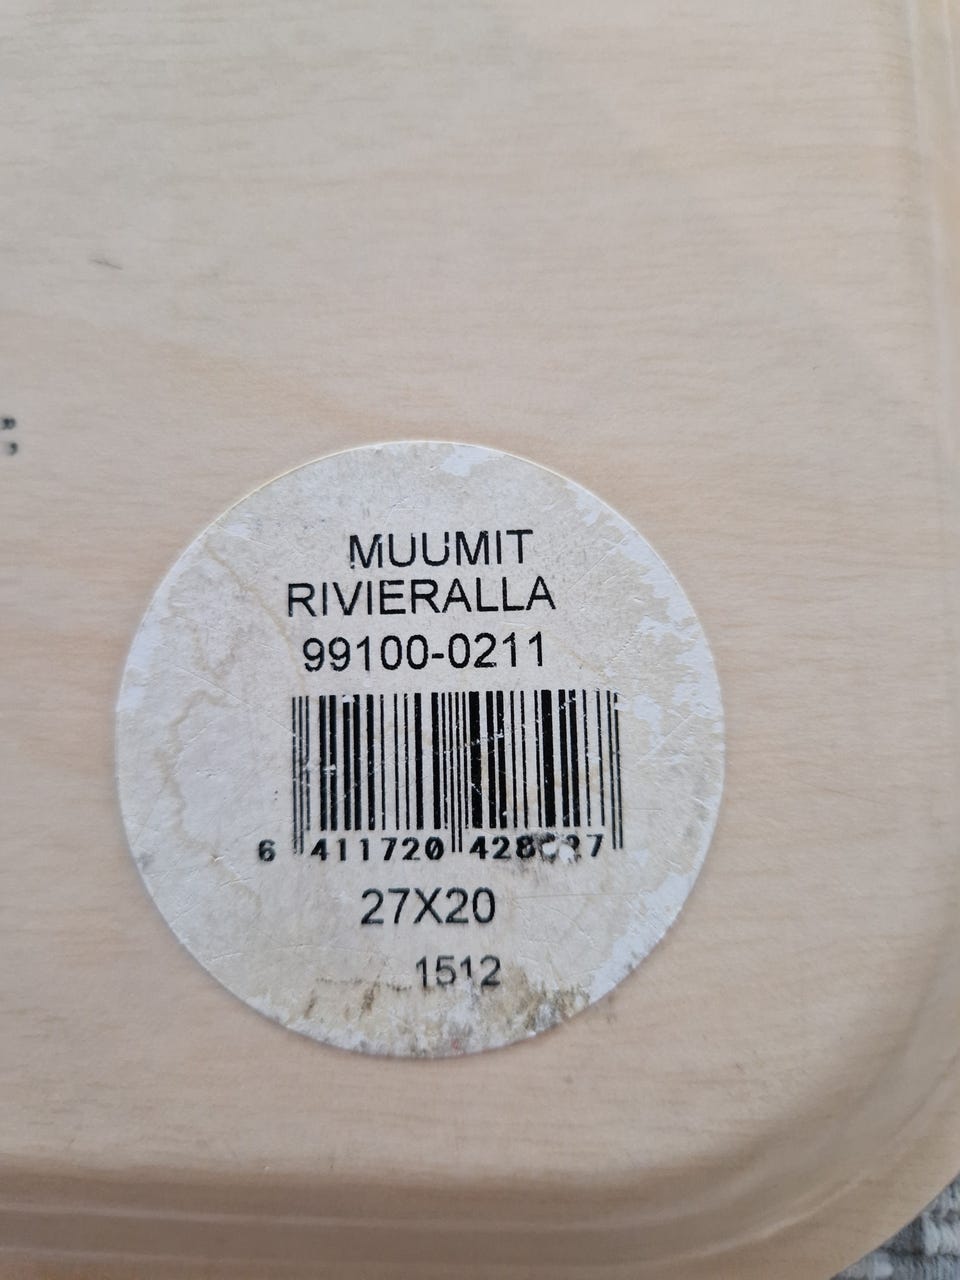 MUUMIT
RIVIERALLA
99100-0211
6 411720
27X20
1512